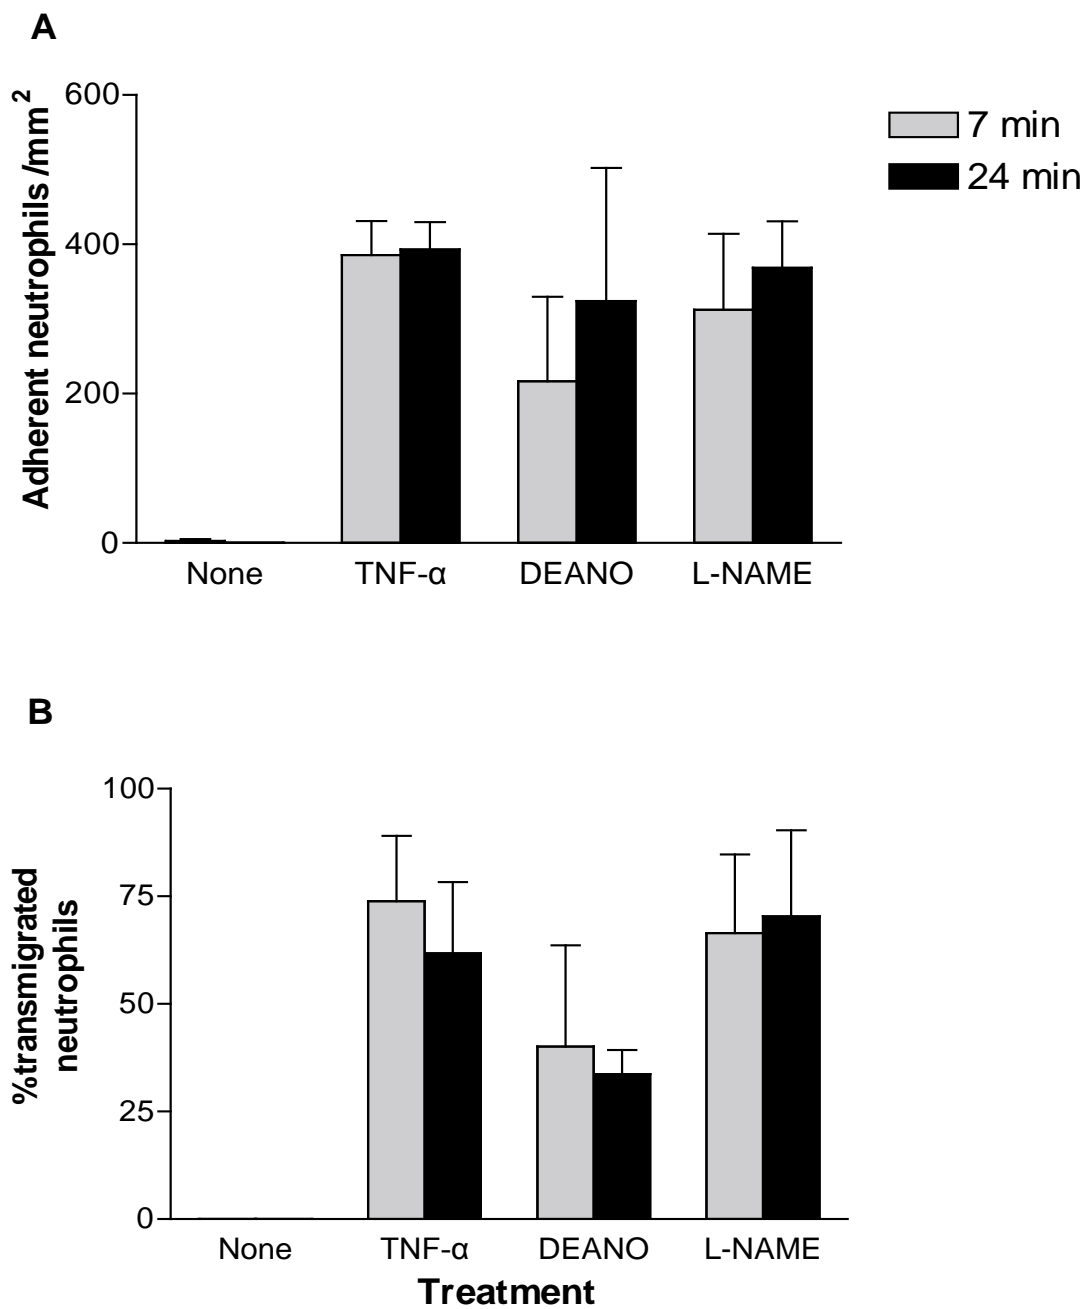 A
600
400
200
0
Adherent neutrophils /mm²
7 min
24 min
None TNF-α DEANO L-NAME
B
100
75
50
25
0
%transmigrated
neutrophils
None TNF-α DEANO L-NAME
Treatment